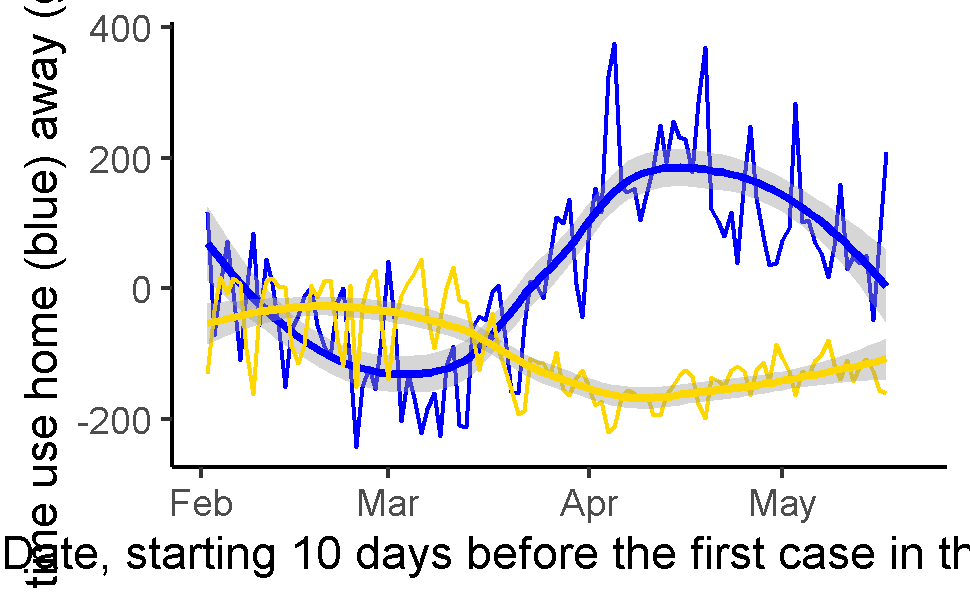 time use home (blue) away (
400
200
0
-200
Feb Mar Apr May
Date, starting 10 days before the first case in th